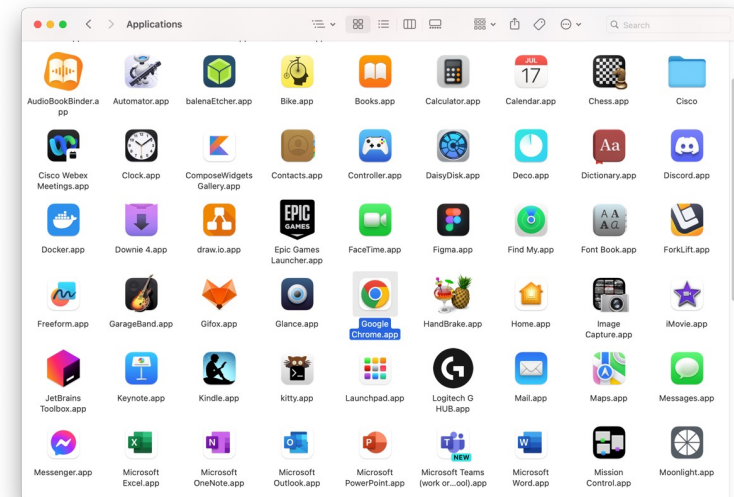 Applications
Search
JUL
17
Aa
AA
AG
AudioBookBinder.a
pp
Automator.app
balenaEtcher.app
Bike.app
Books.app
Calculator.app
Calendar.app
Chess.app
Cisco
Cisco Webex
Meetings.app
Clock.app
ComposeWidgets
Gallery.app
Contacts.app
Controller.app
DaisyDisk.app
Deco.app
Dictionary.app
Discord.app
EPIC
GAMES
Docker.app
Downie 4.app
draw.io.app
Epic Games
Launcher.app
FaceTime.app
Figma.app
Find My.app
Font Book.app
ForkLift.app
Freeform.app
GarageBand.app
Gifox.app
Glance.app
Google
Chrome.app
HandBrake.app
Home.app
Image
Capture.app
iMovie.app
JetBrains
Toolbox.app
Keynote.app
Kindle.app
kitty.app
Launchpad.app
Logitech G
HUB.app
Mail.app
Maps.app
Messages.app
X
N
O
P
T
NEW
W
Messenger.app
Microsoft
Excel.app
Microsoft
OneNote.app
Microsoft
Outlook.app
Microsoft
PowerPoint.app
Microsoft Teams
(work or...ool).app
Microsoft
Word.app
Mission
Control.app
Moonlight.app